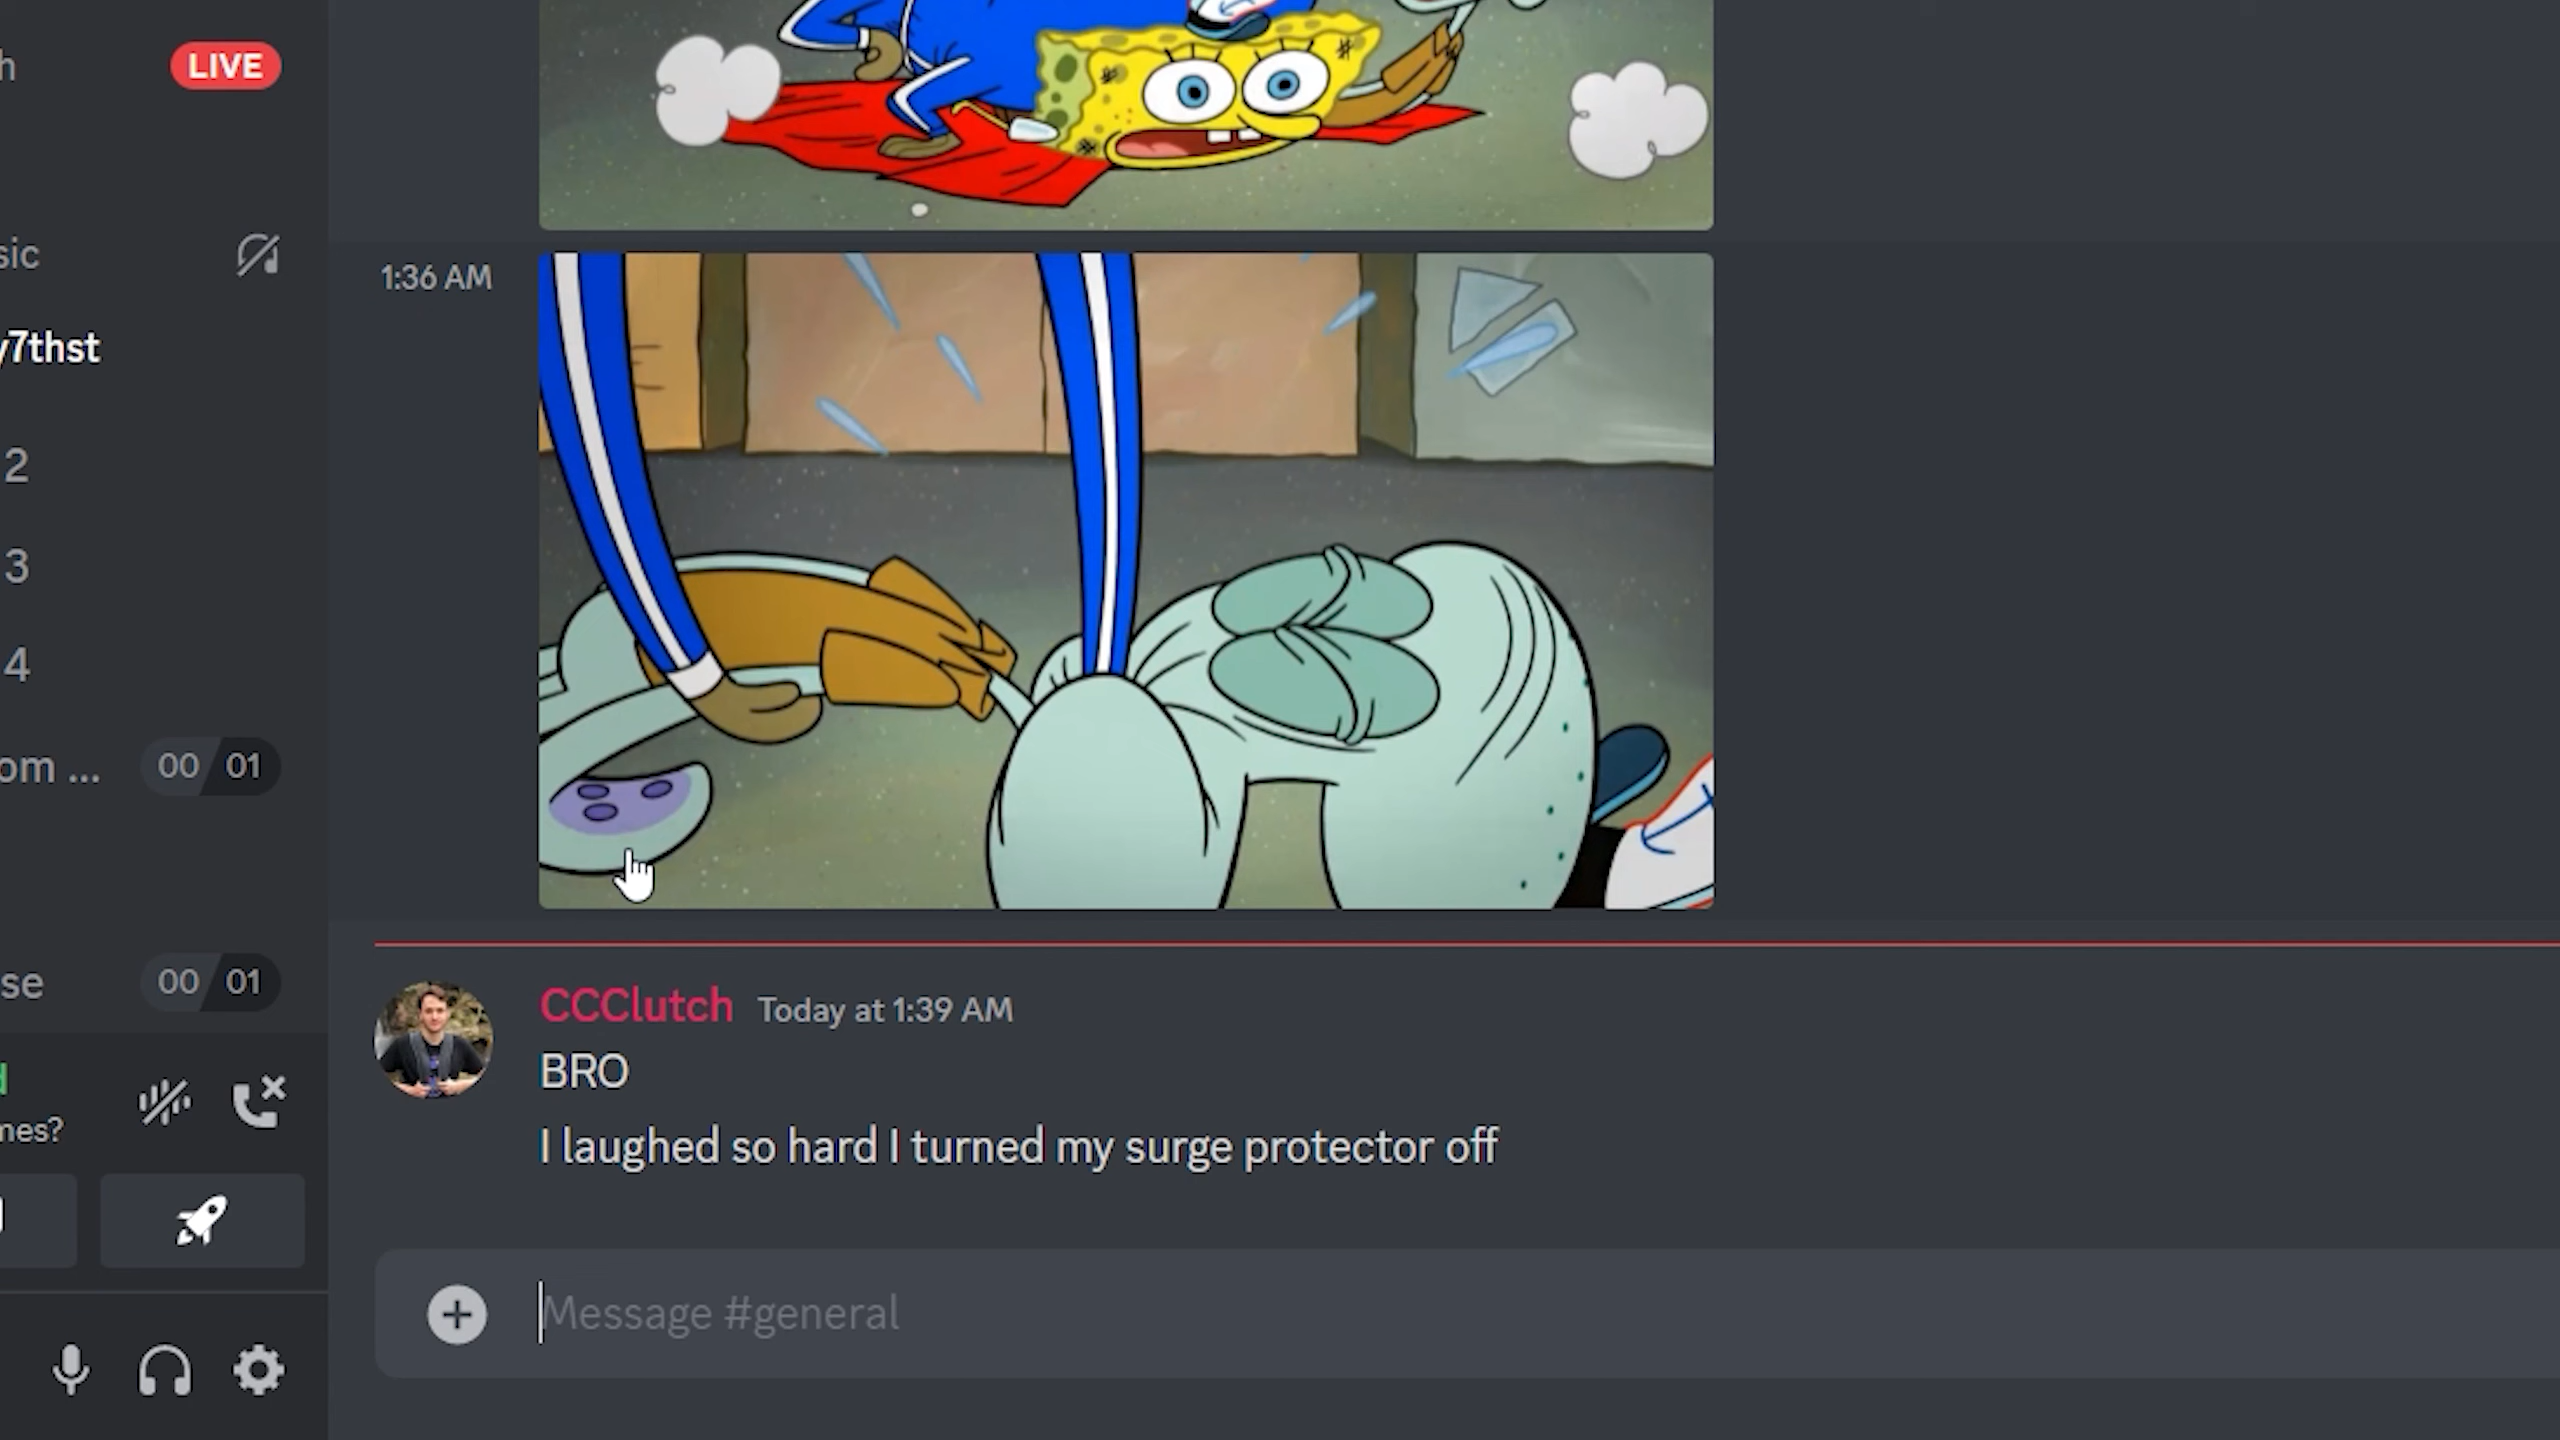 h
LIVE
sic
1:36 AM
y7thst
2
3
4
om ...
00
01
CCClutch Today at 1:39 AM
se
00
01
BRO
mes?
I laughed so hard I turned my surge protector off
Message #general